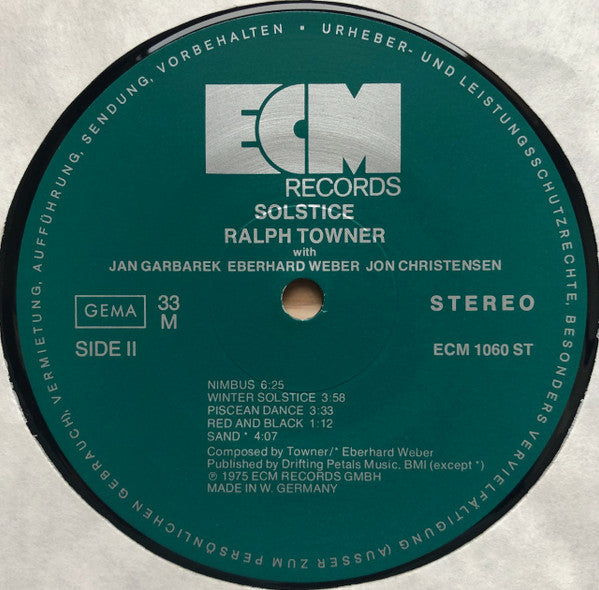 URHEBER- UND LEISTUNGSSCHUTZRECHTE, BESONDERS VERVIELFÄLTIGUNG (AUSSER ZUM PERSÖNLICHEN GEBRAUCH), VERMIETUNG, AUFFÜHRUNG, SENDUNG, VORBEHALTEN •
ECM
RECORDS
SOLSTICE
RALPH TOWNER
with
JAN GARBAREK EBERHARD WEBER JON CHRISTENSEN
GEMA
33
M
STEREO
SIDE II
ECM 1060 ST
NIMBUS 6:25
WINTER SOLSTICE 3:58
PISCEAN DANCE 3:33
RED AND BLACK 1:12
SAND * 4:07
Composed by Towner/* Eberhard Weber
Published by Drifting Petals Music, BMI (except *)
℗ 1975 ECM RECORDS GMBH
MADE IN W. GERMANY